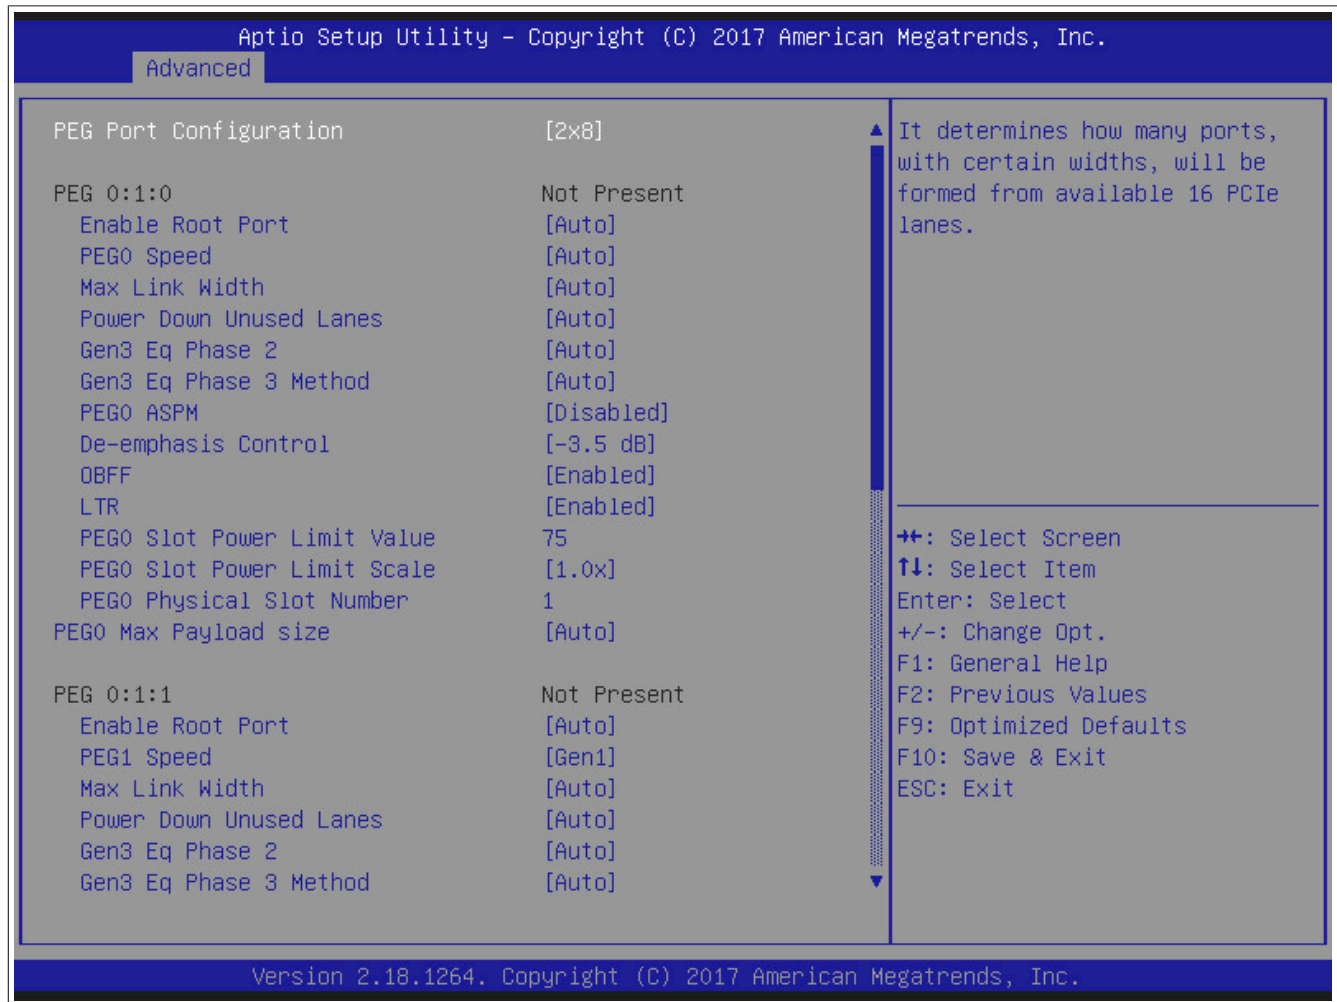 Aptio Setup Utility – Copyright (C) 2017 American Megatrends, Inc.
Advanced
PEG Port Configuration [2x8]
PEG 0:1:0 Not Present
Enable Root Port [Auto]
PEG0 Speed [Auto]
Max Link Width [Auto]
Power Down Unused Lanes [Auto]
Gen3 Eq Phase 2 [Auto]
Gen3 Eq Phase 3 Method [Auto]
PEG0 ASPM [Disabled]
De-emphasis Control [-3.5 dB]
OBFF [Enabled]
LTR [Enabled]
PEG0 Slot Power Limit Value 75
PEG0 Slot Power Limit Scale [1.0x]
PEG0 Physical Slot Number 1
PEG0 Max Payload size [Auto]
PEG 0:1:1 Not Present
Enable Root Port [Auto]
PEG1 Speed [Gen1]
Max Link Width [Auto]
Power Down Unused Lanes [Auto]
Gen3 Eq Phase 2 [Auto]
Gen3 Eq Phase 3 Method [Auto]
It determines how many ports,
with certain widths, will be
formed from available 16 PCIe
lanes.
→←: Select Screen
↑↓: Select Item
Enter: Select
+/-: Change Opt.
F1: General Help
F2: Previous Values
F9: Optimized Defaults
F10: Save & Exit
ESC: Exit
Version 2.18.1264. Copyright (C) 2017 American Megatrends, Inc.